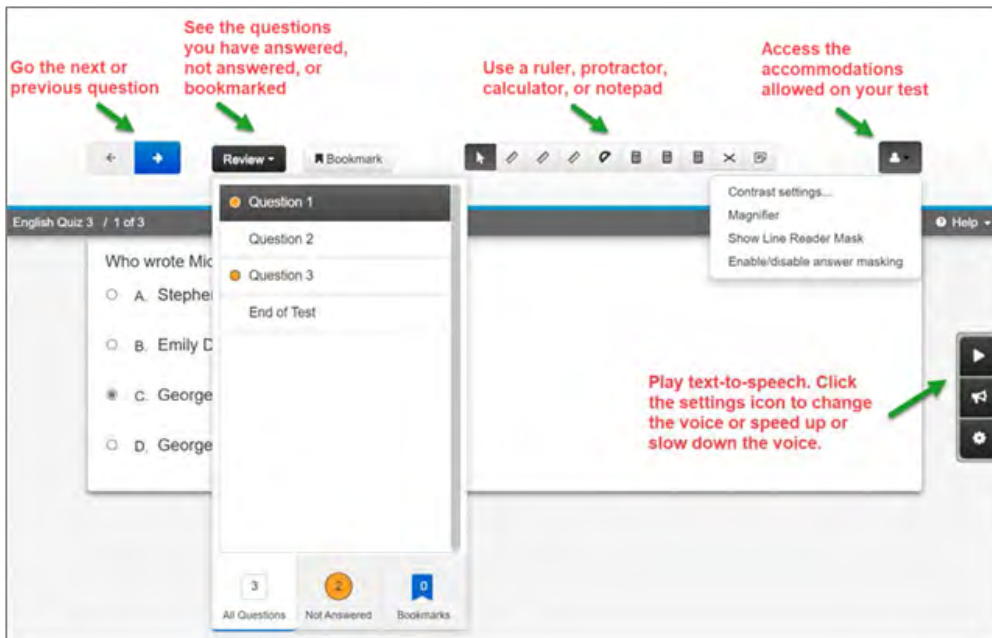 Go the next or
previous question
See the questions
you have answered,
not answered, or
bookmarked
Use a ruler, protractor,
calculator, or notepad
Access the
accommodations
allowed on your test
Review
Bookmark
Question 1
Question 2
Question 3
End of Test
Contrast settings...
Magnifier
Show Line Reader Mask
Enable/disable answer masking
English Quiz 3 / 1 of 3
Help
Who wrote Mic
A. Stephe
B. Emily D
C. George
D. George
Play text-to-speech. Click
the settings icon to change
the voice or speed up or
slow down the voice.
3
All Questions
2
Not Answered
0
Bookmarks